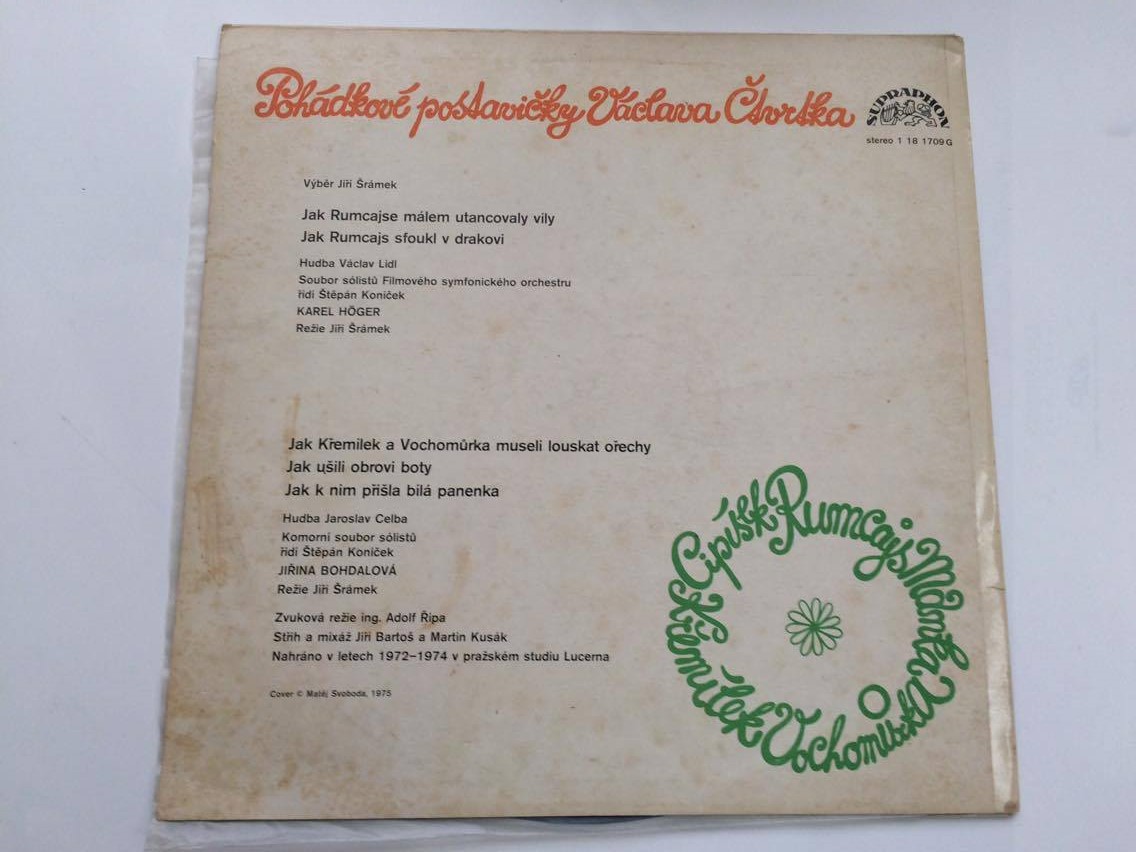 Pohádkové postavičky Václava Čtvrtka
SUPRAPHON
stereo 1 18 1709 G
Výběr Jiří Šrámek
Jak Rumcajse málem utancovaly víly
Jak Rumcajs sfoukl v drakovi
Hudba Václav Lídl
Soubor sólistů Filmového symfonického orchestru
řídí Štěpán Koníček
KAREL HÖGER
Režie Jiří Šrámek
Jak Křemílek a Vochomůrka museli louskat ořechy
Jak ušili obrovi boty
Jak k nim přišla bílá panenka
Hudba Jaroslav Celba
Komorní soubor sólistů
řídí Štěpán Koníček
JIŘINA BOHDALOVÁ
Režie Jiří Šrámek
Zvuková režie ing. Adolf Řípa
Střih a mixáž Jiří Bartoš a Martin Kusák
Nahráno v letech 1972–1974 v pražském studiu Lucerna
Cover © Matěj Svoboda, 1975
Cipísek Rumcajs Manka Vochomůrka Křemílek